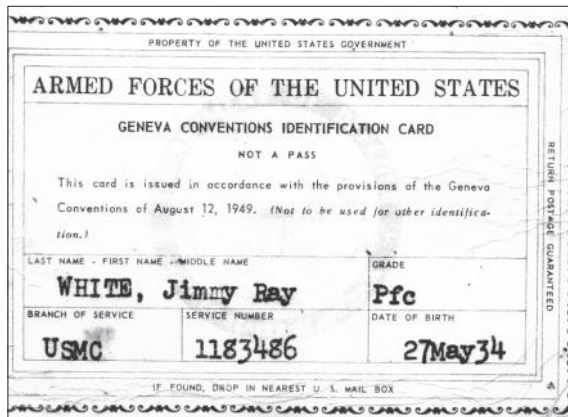 PROPERTY OF THE UNITED STATES GOVERNMENT
ARMED FORCES OF THE UNITED STATES
GENEVA CONVENTIONS IDENTIFICATION CARD
NOT A PASS
This card is issued in accordance with the provisions of the Geneva
Conventions of August 12, 1949. (Not to be used for other identifica-
tion.)
LAST NAME - FIRST NAME - MIDDLE NAME
WHITE, Jimmy Ray
GRADE
Pfc
BRANCH OF SERVICE
USMC
SERVICE NUMBER
1183486
DATE OF BIRTH
27May34
RETURN POSTAGE GUARANTEED
IF FOUND, DROP IN NEAREST U. S. MAIL BOX